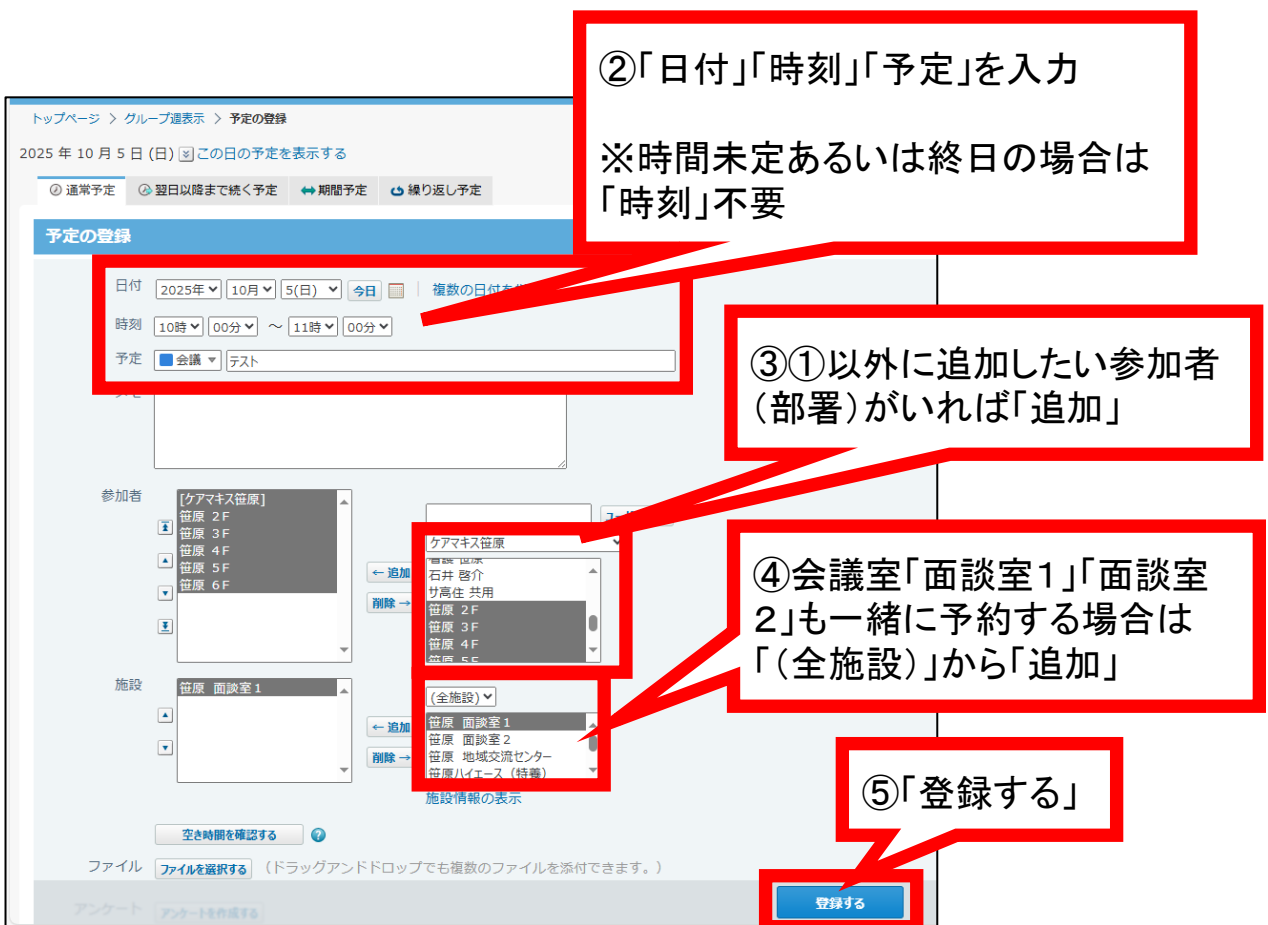 ②「日付」「時刻」「予定」を入力
※時間未定あるいは終日の場合は
「時刻」不要
トップページ > グループ週表示 > 予定の登録
2025 年 10 月 5 日 (日) この日の予定を表示する
通常予定 翌日以降まで続く予定 期間予定 繰り返し予定
予定の登録
日付 2025年 10月 5(日) 今日 複数の日付を
時刻 10時 00分 ～ 11時 00分
予定 会議 テスト
③①以外に追加したい参加者
(部署)がいれば「追加」
参加者
[ケアマキス笹原]
笹原 2F
笹原 3F
笹原 4F
笹原 5F
笹原 6F
← 追加
削除 →
ケアマキス笹原
石井 啓介
サ高住 共用
笹原 2F
笹原 3F
笹原 4F
笹原 5F
④会議室「面談室1」「面談室
2」も一緒に予約する場合は
「(全施設)」から「追加」
施設
笹原 面談室1
← 追加
削除 →
(全施設)
笹原 面談室1
笹原 面談室2
笹原 地域交流センター
笹原ハイエース (特養)
施設情報の表示
⑤「登録する」
空き時間を確認する ?
ファイル ファイルを選択する (ドラッグアンドドロップでも複数のファイルを添付できます。)
アンケート アンケートを作成する
登録する